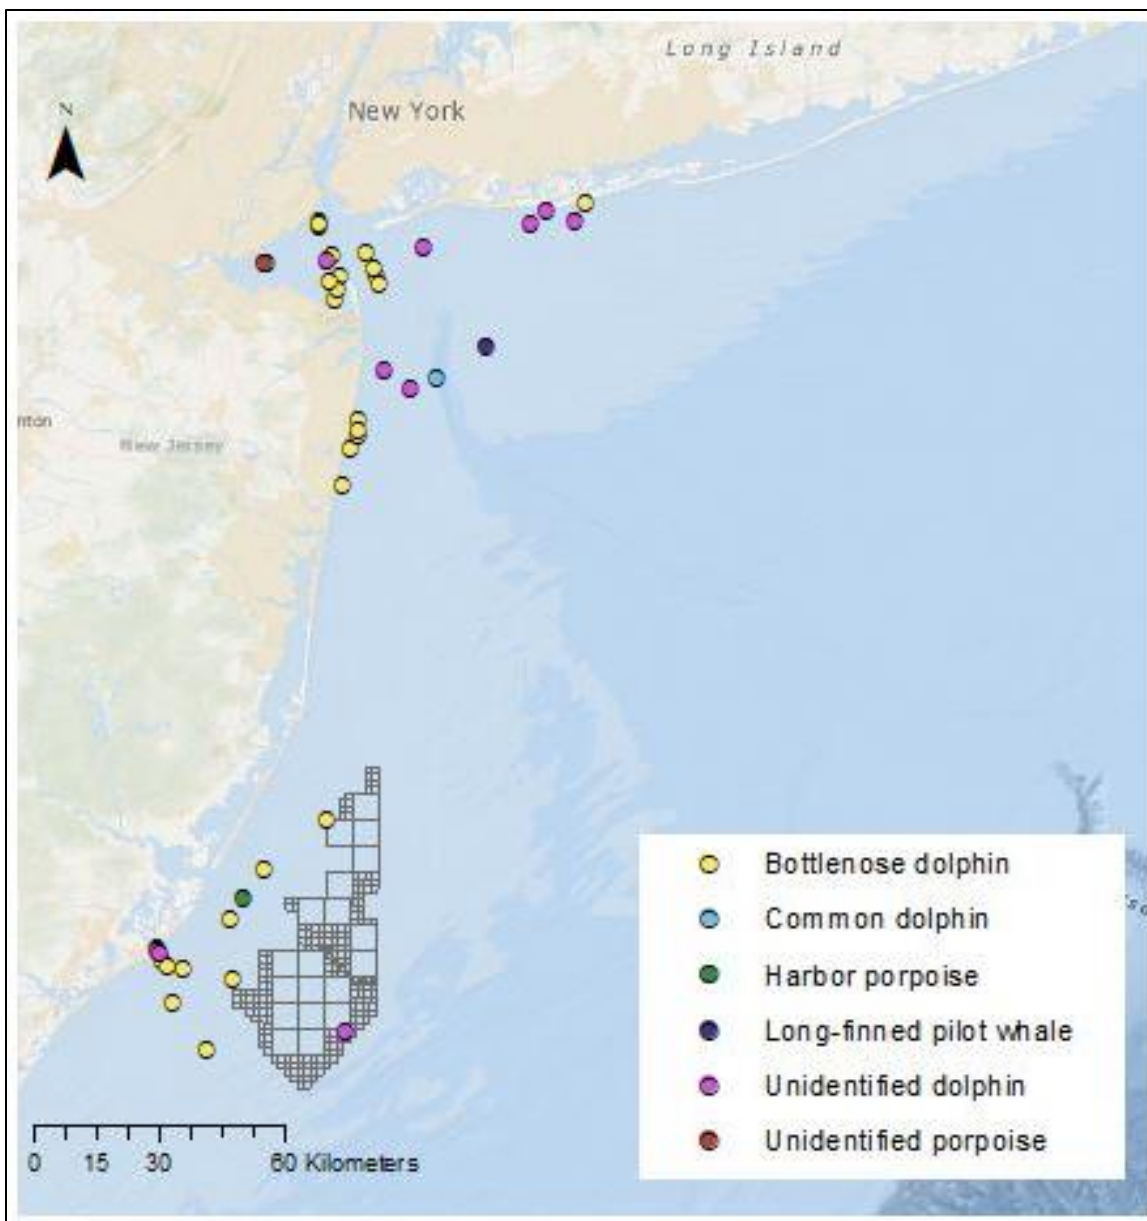 Long Island
N
New York
nton
New Jersey
Bottlenose dolphin
Common dolphin
Harbor porpoise
Long-finned pilot whale
Unidentified dolphin
Unidentified porpoise
0 15 30 60 Kilometers